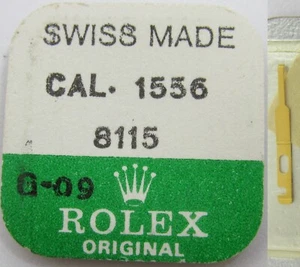 SWISS MADE
CAL. 1556
8115
G-09
ROLEX
ORIGINAL